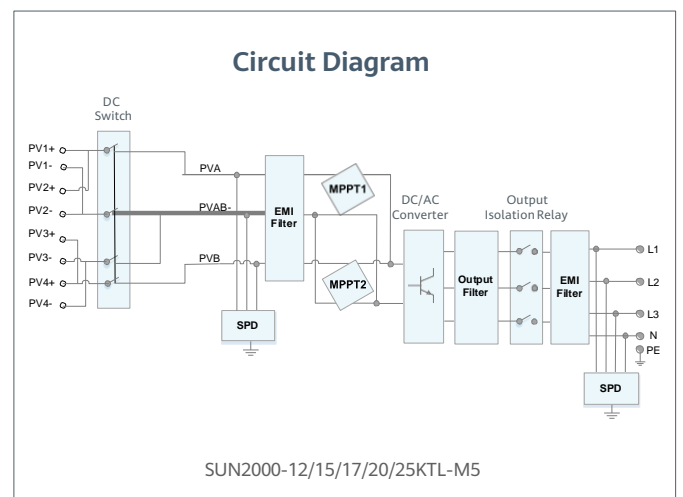 Circuit Diagram
DC
Switch
PV1+
PV1-
PV2+
PV2-
PV3+
PV3-
PV4+
PV4-
PVA
PVAB-
PVB
SPD
EMI
Filter
MPPT1
MPPT2
DC/AC
Converter
Output
Filter
Output
Isolation Relay
EMI
Filter
L1
L2
L3
N
PE
SPD
SUN2000-12/15/17/20/25KTL-M5